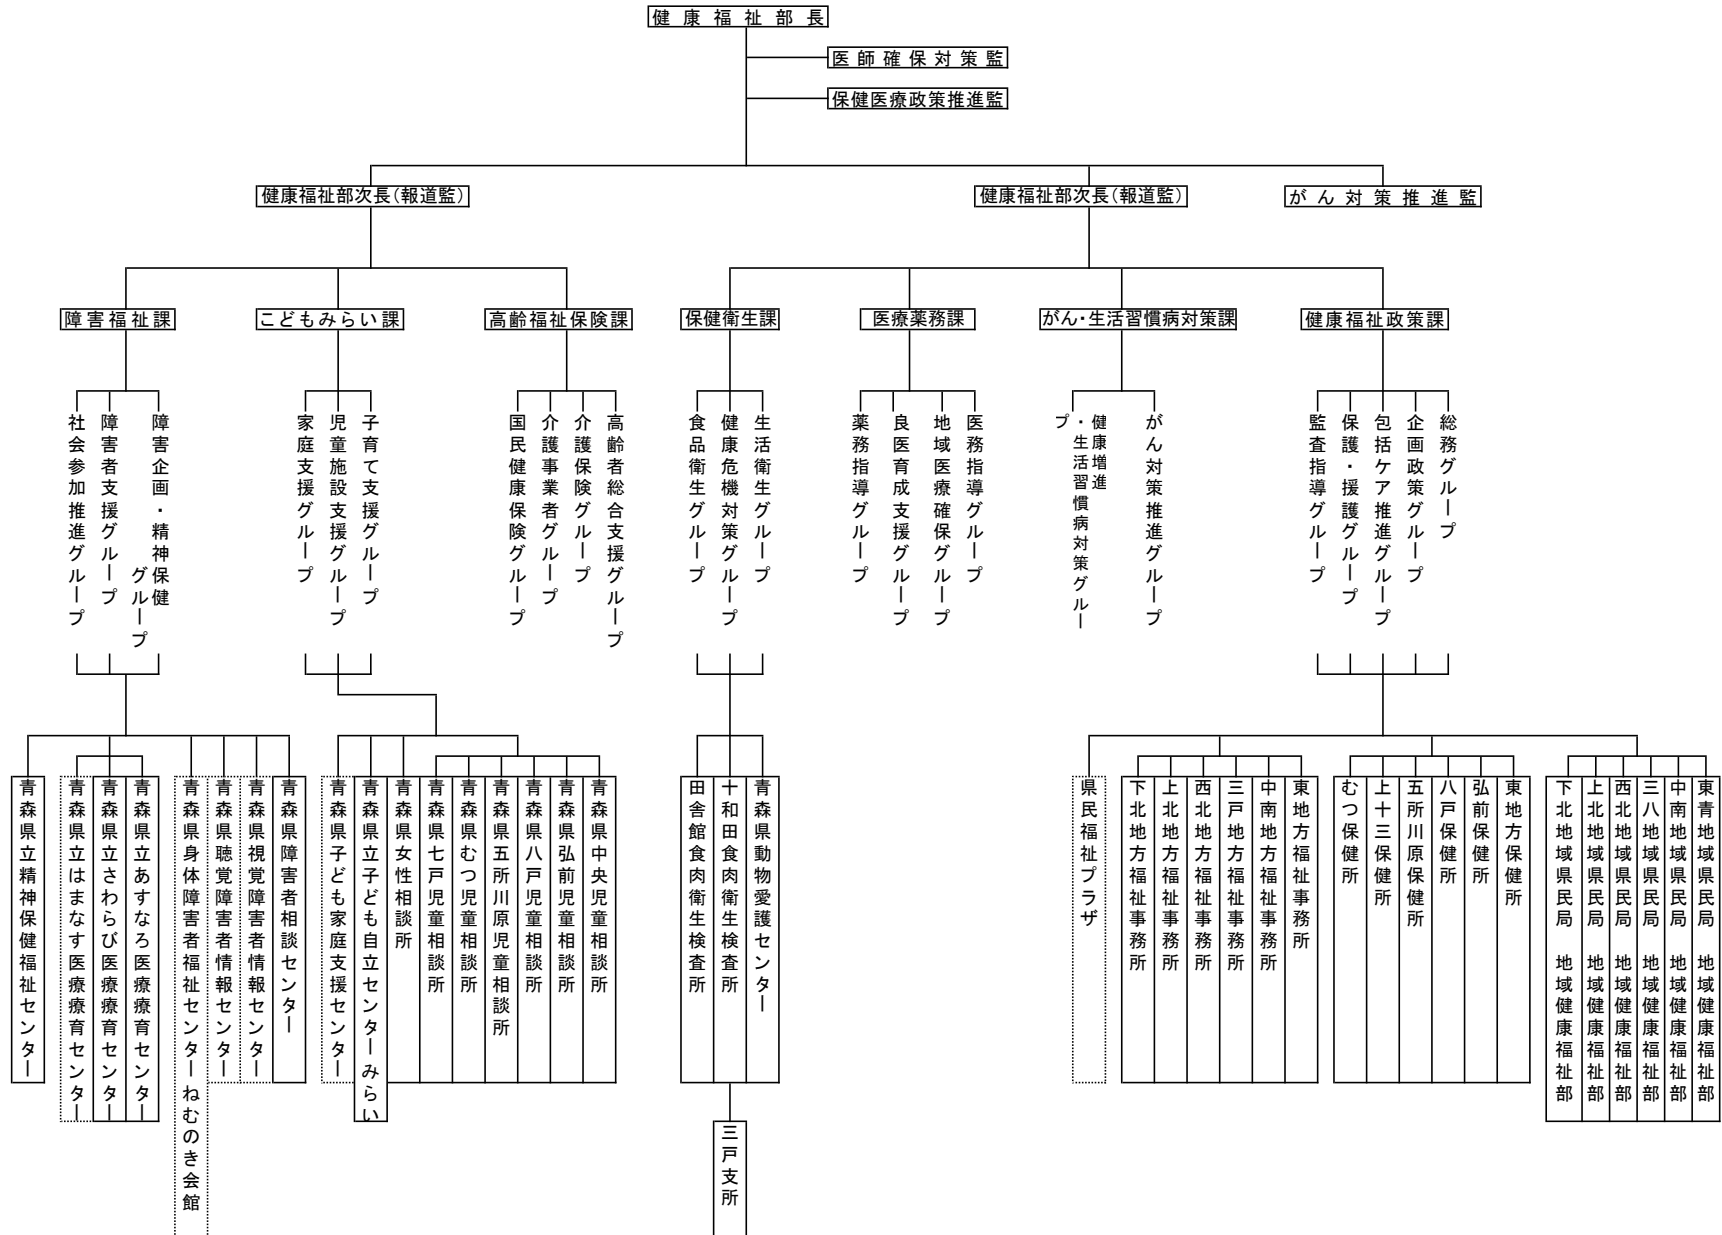 健康福祉部長
医師確保対策監
保健医療政策推進監
健康福祉部次長(報道監)
健康福祉部次長(報道監)
がん対策推進監
障害福祉課
こどもみらい課
高齢福祉保険課
保健衛生課
医療薬務課
がん・生活習慣病対策課
健康福祉政策課
総務グループ
企画政策グループ
包括ケア推進グループ
保護・援護グループ
監査指導グループ
がん対策推進グループ
健康増進
・生活習慣病対策グルー
プ
医務指導グループ
地域医療確保グループ
良医育成支援グループ
薬務指導グループ
生活衛生グループ
健康危機対策グループ
食品衛生グループ
高齢者総合支援グループ
介護保険グループ
介護事業者グループ
国民健康保険グループ
子育て支援グループ
児童施設支援グループ
家庭支援グループ
障害企画・精神保健
グループ
障害者支援グループ
社会参加推進グループ
東青地域県民局 地域健康福祉部
中南地域県民局 地域健康福祉部
三八地域県民局 地域健康福祉部
西北地域県民局 地域健康福祉部
上北地域県民局 地域健康福祉部
下北地域県民局 地域健康福祉部
東地方保健所
弘前保健所
八戸保健所
五所川原保健所
上十三保健所
むつ保健所
東地方福祉事務所
中南地方福祉事務所
三戸地方福祉事務所
西北地方福祉事務所
上北地方福祉事務所
下北地方福祉事務所
県民福祉プラザ
青森県動物愛護センター
十和田食肉衛生検査所
田舎館食肉衛生検査所
三戸支所
青森県中央児童相談所
青森県弘前児童相談所
青森県八戸児童相談所
青森県五所川原児童相談所
青森県むつ児童相談所
青森県七戸児童相談所
青森県女性相談所
青森県立子ども自立センターみらい
青森県子ども家庭支援センター
青森県障害者相談センター
青森県視覚障害者情報センター
青森県聴覚障害者情報センター
青森県身体障害者福祉センターねむのき会館
青森県立あすなろ医療療育センター
青森県立さわらび医療療育センター
青森県立はまなす医療療育センター
青森県立精神保健福祉センター